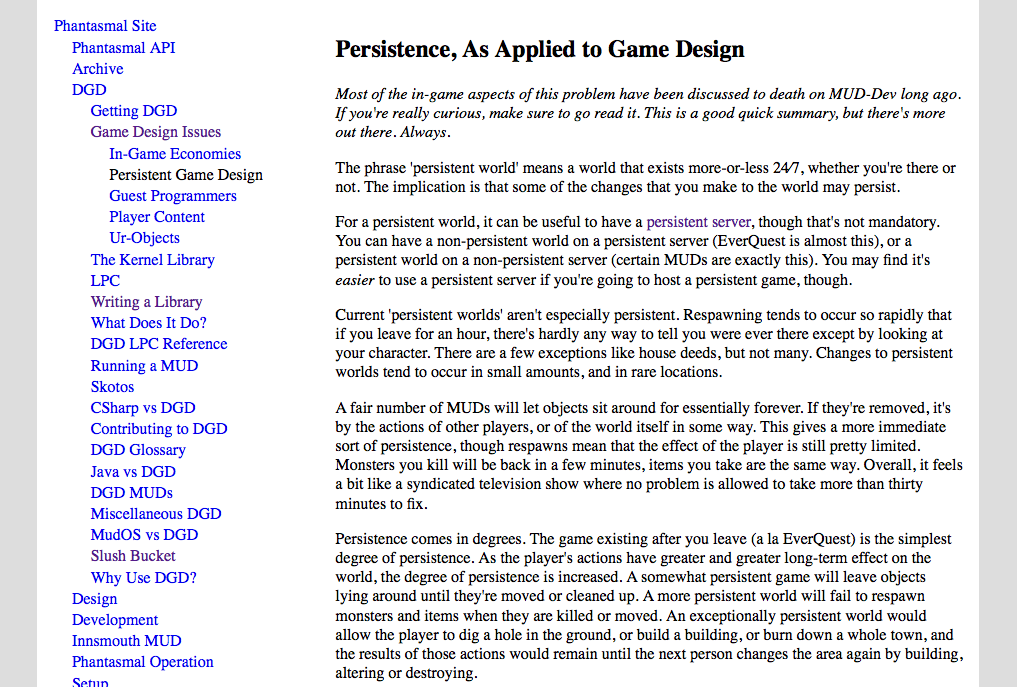 Phantasmal Site
Phantasmal API
Archive
DGD
Getting DGD
Game Design Issues
In-Game Economies
Persistent Game Design
Guest Programmers
Player Content
Ur-Objects
The Kernel Library
LPC
Writing a Library
What Does It Do?
DGD LPC Reference
Running a MUD
Skotos
CSharp vs DGD
Contributing to DGD
DGD Glossary
Java vs DGD
DGD MUDs
Miscellaneous DGD
MudOS vs DGD
Slush Bucket
Why Use DGD?
Design
Development
Innsmouth MUD
Phantasmal Operation
Setup
Persistence, As Applied to Game Design
Most of the in-game aspects of this problem have been discussed to death on MUD-Dev long ago.
If you're really curious, make sure to go read it. This is a good quick summary, but there's more
out there. Always.
The phrase 'persistent world' means a world that exists more-or-less 24/7, whether you're there or
not. The implication is that some of the changes that you make to the world may persist.
For a persistent world, it can be useful to have a persistent server, though that's not mandatory.
You can have a non-persistent world on a persistent server (EverQuest is almost this), or a
persistent world on a non-persistent server (certain MUDs are exactly this). You may find it's
easier to use a persistent server if you're going to host a persistent game, though.
Current 'persistent worlds' aren't especially persistent. Respawning tends to occur so rapidly that
if you leave for an hour, there's hardly any way to tell you were ever there except by looking at
your character. There are a few exceptions like house deeds, but not many. Changes to persistent
worlds tend to occur in small amounts, and in rare locations.
A fair number of MUDs will let objects sit around for essentially forever. If they're removed, it's
by the actions of other players, or of the world itself in some way. This gives a more immediate
sort of persistence, though respawns mean that the effect of the player is still pretty limited.
Monsters you kill will be back in a few minutes, items you take are the same way. Overall, it feels
a bit like a syndicated television show where no problem is allowed to take more than thirty
minutes to fix.
Persistence comes in degrees. The game existing after you leave (a la EverQuest) is the simplest
degree of persistence. As the player's actions have greater and greater long-term effect on the
world, the degree of persistence is increased. A somewhat persistent game will leave objects
lying around until they're moved or cleaned up. A more persistent world will fail to respawn
monsters and items when they are killed or moved. An exceptionally persistent world would
allow the player to dig a hole in the ground, or build a building, or burn down a whole town, and
the results of those actions would remain until the next person changes the area again by building,
altering or destroying.